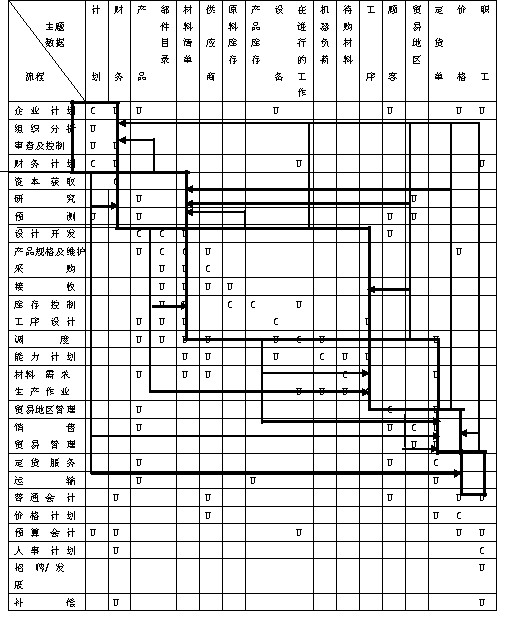 主题
数据
流程
计划
财务
产品
部件目录
材料清单
供应商
原料库存
产品库存
设备
在进行的工作
机器负荷
待购材料
工序
顾客
贸易地区
定货单
价格
职工
企业计划 C U U U U U U
组织分析 U
审查及控制 U U
财务计划 C U U U
资本获取 C
研究 U U
预测 U U U U
设计开发 C C U U
产品规格及维护 U C C U U
采购 U U C
接收 U U U U
库存控制 U U C C U
工序设计 U U U C U
调度 U U U U U C U U
能力计划 U U U C U U
材料需求 U U U C U
生产作业 U U U U
贸易地区管理 U C U
销售 U U C U
贸易管理 U U
定货服务 U U C
运输 U U U
普通会计 U U U U U
价格计划 U U C
预算会计 U U U U U
人事计划 U C
招聘/发
展 U
补偿 U U